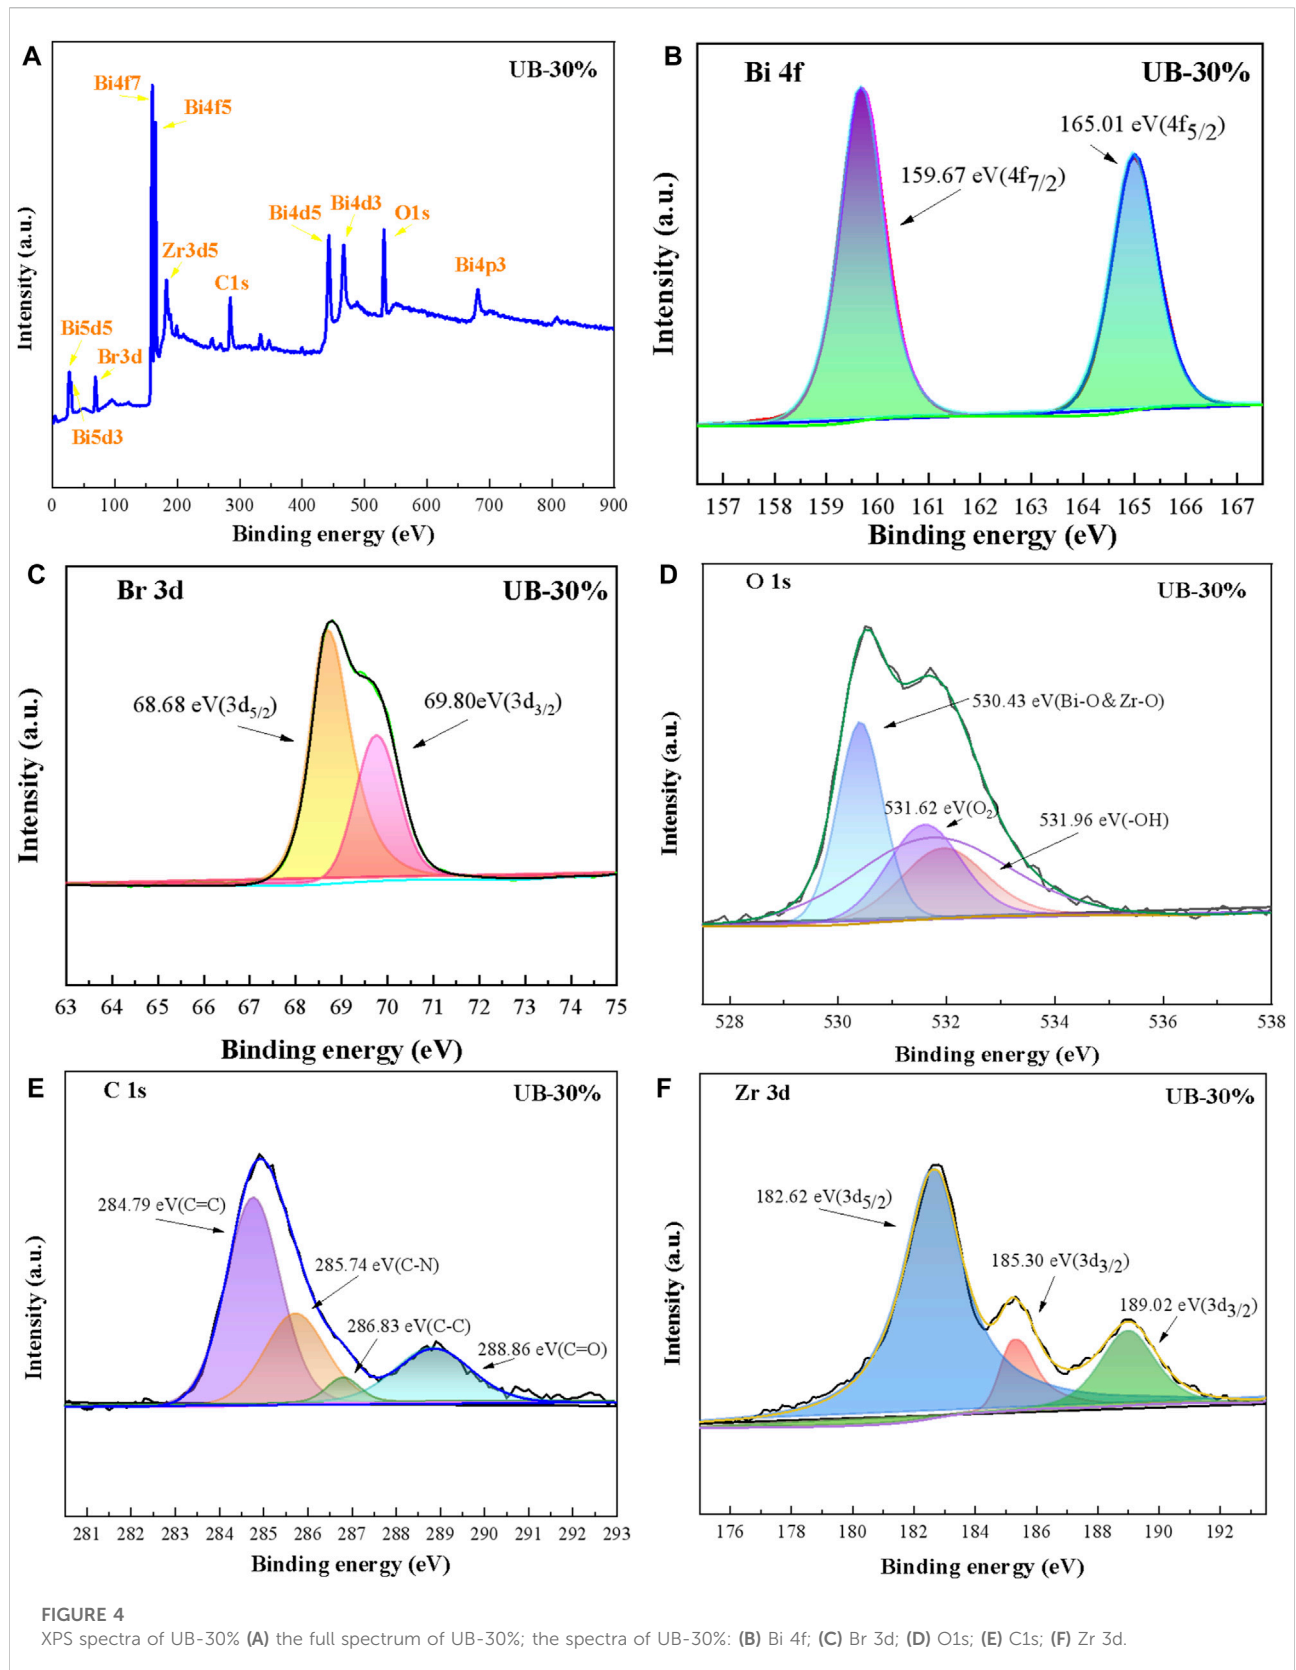 A
UB-30%
Bi4f7
Bi4f5
Zr3d5
C1s
Bi4d5
Bi4d3
O1s
Bi4p3
Bi5d5
Br3d
Bi5d3
Intensity (a.u.)
0 100 200 300 400 500 600 700 800 900
Binding energy (eV)
B
Bi 4f
UB-30%
165.01 eV(4f5/2)
159.67 eV(4f7/2)
Intensity (a.u.)
157 158 159 160 161 162 163 164 165 166 167
Binding energy (eV)
C
Br 3d
UB-30%
68.68 eV(3d5/2)
69.80eV(3d3/2)
Intensity (a.u.)
63 64 65 66 67 68 69 70 71 72 73 74 75
Binding energy (eV)
D
O 1s
UB-30%
530.43 eV(Bi-O&Zr-O)
531.62 eV(O2)
531.96 eV(-OH)
Intensity (a.u.)
528 530 532 534 536 538
Binding energy (eV)
E
C 1s
UB-30%
284.79 eV(C=C)
285.74 eV(C-N)
286.83 eV(C-C)
288.86 eV(C=O)
Intensity (a.u.)
281 282 283 284 285 286 287 288 289 290 291 292 293
Binding energy (eV)
F
Zr 3d
UB-30%
182.62 eV(3d5/2)
185.30 eV(3d3/2)
189.02 eV(3d3/2)
Intensity (a.u.)
176 178 180 182 184 186 188 190 192
Binding energy (eV)
FIGURE 4
XPS spectra of UB-30% (A) the full spectrum of UB-30%; the spectra of UB-30%: (B) Bi 4f; (C) Br 3d; (D) O1s; (E) C1s; (F) Zr 3d.